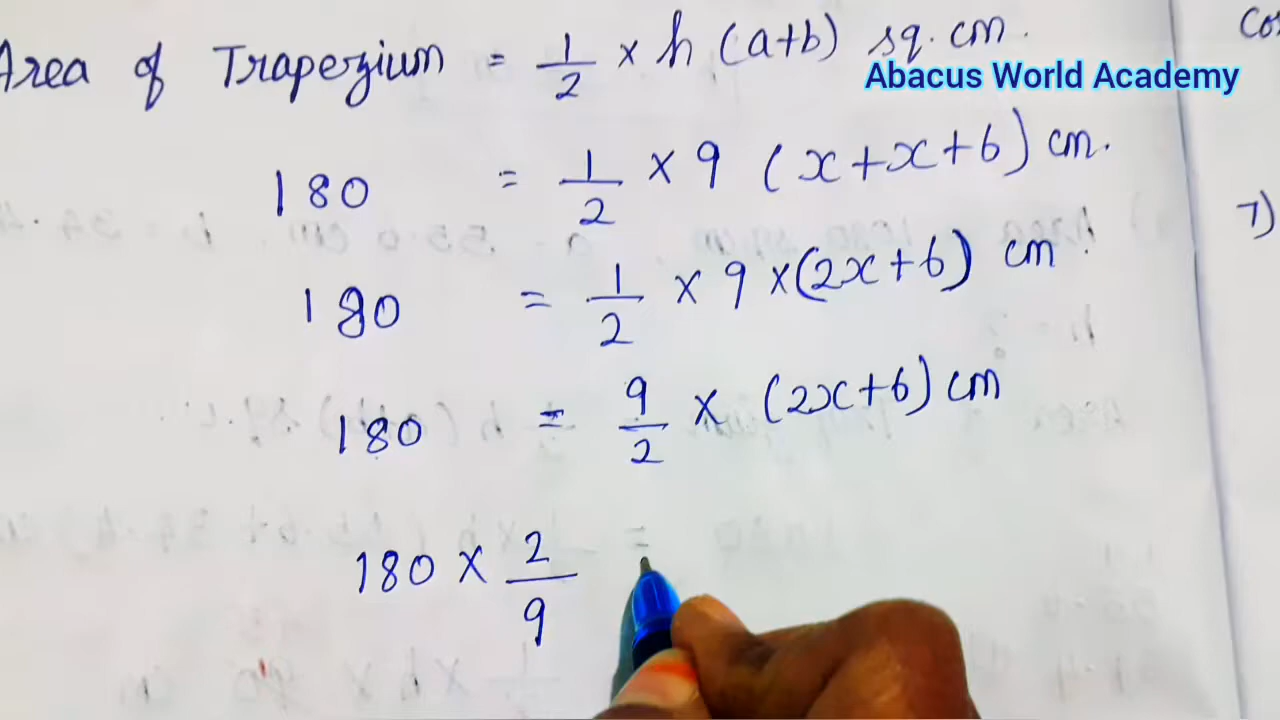 Area of Trapezium = 1/2 × h (a+b) sq. cm.
Abacus World Academy
180 = 1/2 × 9 (x+x+6) cm.
180 = 1/2 × 9 ×(2x+6) cm
180 = 9/2 × (2x+6) cm
180 × 2/9
7)